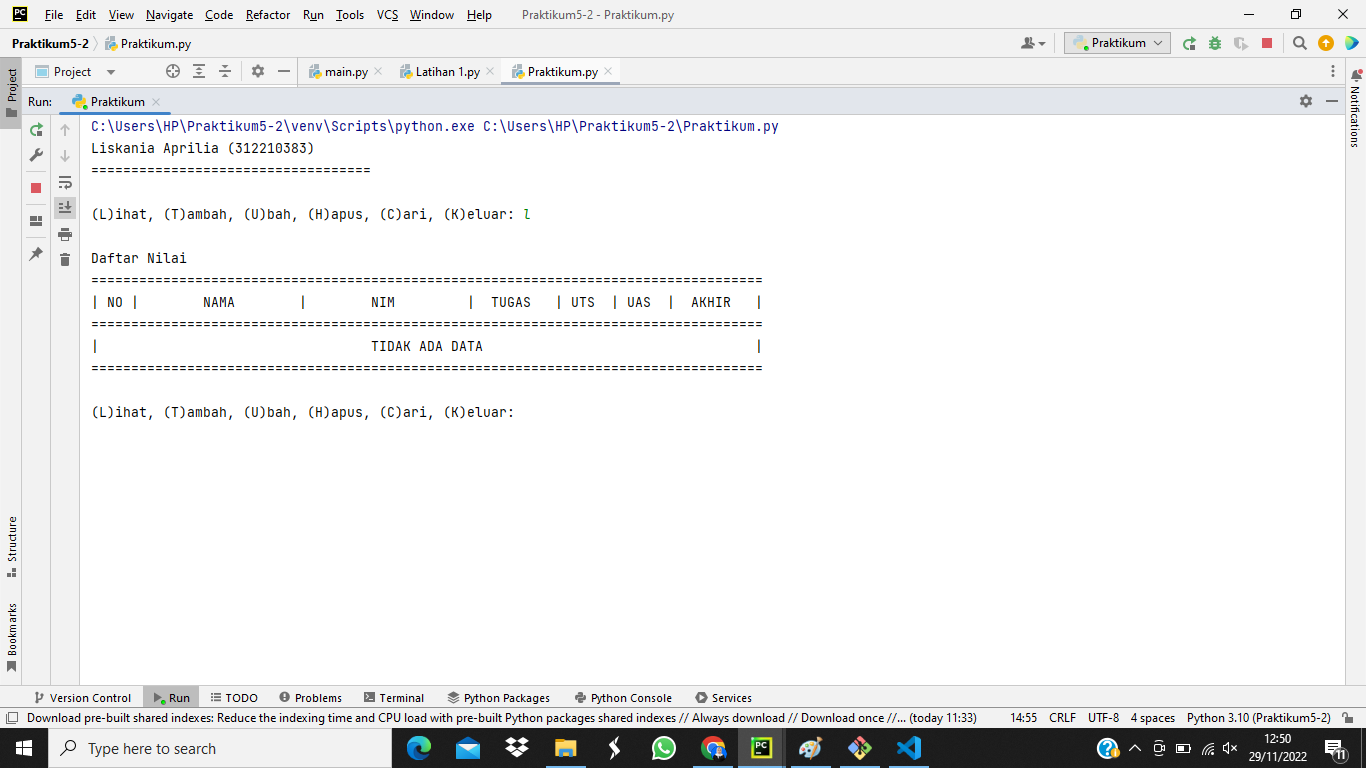 PC File Edit View Navigate Code Refactor Run Tools VCS Window Help Praktikum5-2 - Praktikum.py
Praktikum5-2 Praktikum.py Praktikum
Project main.py Latihan 1.py Praktikum.py
Project
Notifications
Run: Praktikum
C:\Users\HP\Praktikum5-2\venv\Scripts\python.exe C:\Users\HP\Praktikum5-2\Praktikum.py
Liskania Aprilia (312210383)
===================================
(L)ihat, (T)ambah, (U)bah, (H)apus, (C)ari, (K)eluar: l
Daftar Nilai
====================================================================================
| NO |        NAMA        |        NIM         |  TUGAS   | UTS  | UAS  |  AKHIR   |
====================================================================================
|                                  TIDAK ADA DATA                                  |
====================================================================================
(L)ihat, (T)ambah, (U)bah, (H)apus, (C)ari, (K)eluar:
Structure
Bookmarks
Version Control Run TODO Problems Terminal Python Packages Python Console Services
Download pre-built shared indexes: Reduce the indexing time and CPU load with pre-built Python packages shared indexes // Always download // Download once //... (today 11:33) 14:55 CRLF UTF-8 4 spaces Python 3.10 (Praktikum5-2)
Type here to search PC 12:50
29/11/2022 11